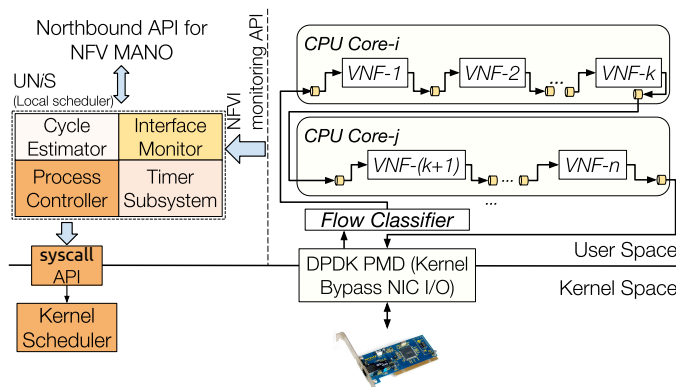 Northbound API for
NFV MANO
UNiS
(Local scheduler)
Cycle
Estimator
Interface
Monitor
Process
Controller
Timer
Subsystem
syscall
API
Kernel
Scheduler
NFVI
monitoring API
CPU Core-i
VNF-1
VNF-2
...
VNF-k
CPU Core-j
VNF-(k+1)
...
VNF-n
...
Flow Classifier
DPDK PMD (Kernel
Bypass NIC I/O)
User Space
Kernel Space